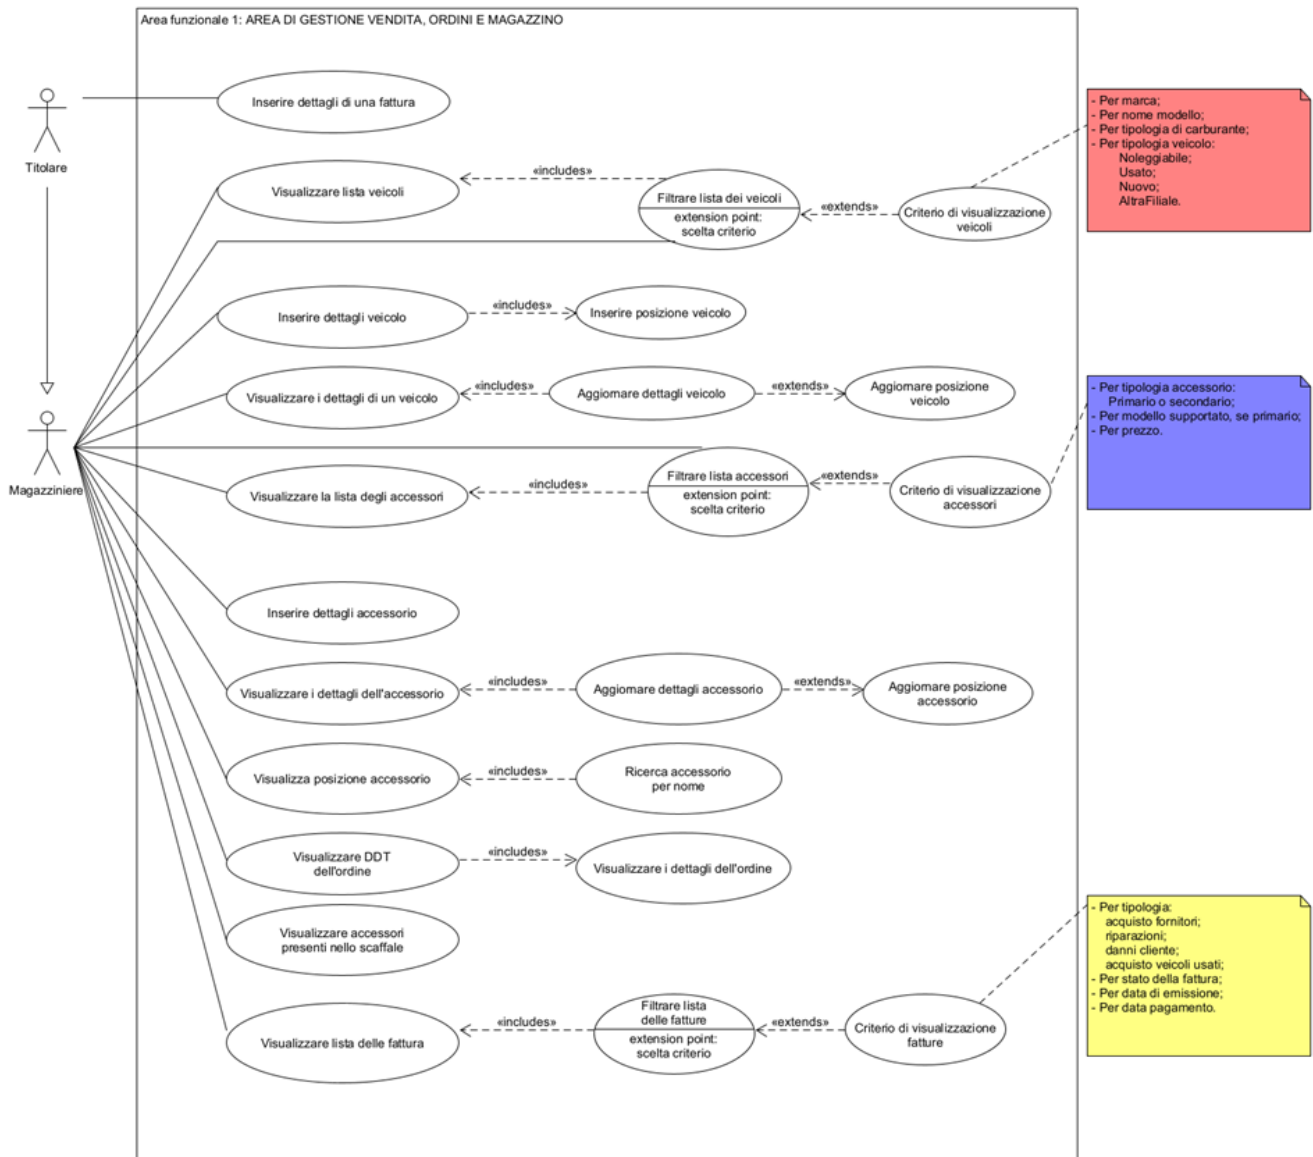 Area funzionale 1: AREA DI GESTIONE VENDITA, ORDINI E MAGAZZINO
Titolare
Magazziniere
Inserire dettagli di una fattura
Visualizzare lista veicoli
«includes»
Filtrare lista dei veicoli
extension point:
scelta criterio
«extends»
Criterio di visualizzazione
veicoli
- Per marca;
- Per nome modello;
- Per tipologia di carburante;
- Per tipologia veicolo:
Noleggiabile;
Usato;
Nuovo;
AltraFiliale.
Inserire dettagli veicolo
«includes»
Inserire posizione veicolo
Visualizzare i dettagli di un veicolo
«includes»
Aggiornare dettagli veicolo
«extends»
Aggiornare posizione
veicolo
- Per tipologia accessorio:
Primario o secondario;
- Per modello supportato, se primario;
- Per prezzo.
Visualizzare la lista degli accessori
«includes»
Filtrare lista accessori
extension point:
scelta criterio
«extends»
Criterio di visualizzazione
accessori
Inserire dettagli accessorio
Visualizzare i dettagli dell'accessorio
«includes»
Aggiornare dettagli accessorio
«extends»
Aggiornare posizione
accessorio
Visualizza posizione accessorio
«includes»
Ricerca accessorio
per nome
Visualizzare DDT
dell'ordine
«includes»
Visualizzare i dettagli dell'ordine
Visualizzare accessori
presenti nello scaffale
- Per tipologia:
acquisto fornitori;
riparazioni;
danni cliente;
acquisto veicoli usati;
- Per stato della fattura;
- Per data di emissione;
- Per data pagamento.
Visualizzare lista delle fattura
«includes»
Filtrare lista
delle fatture
extension point:
scelta criterio
«extends»
Criterio di visualizzazione
fatture